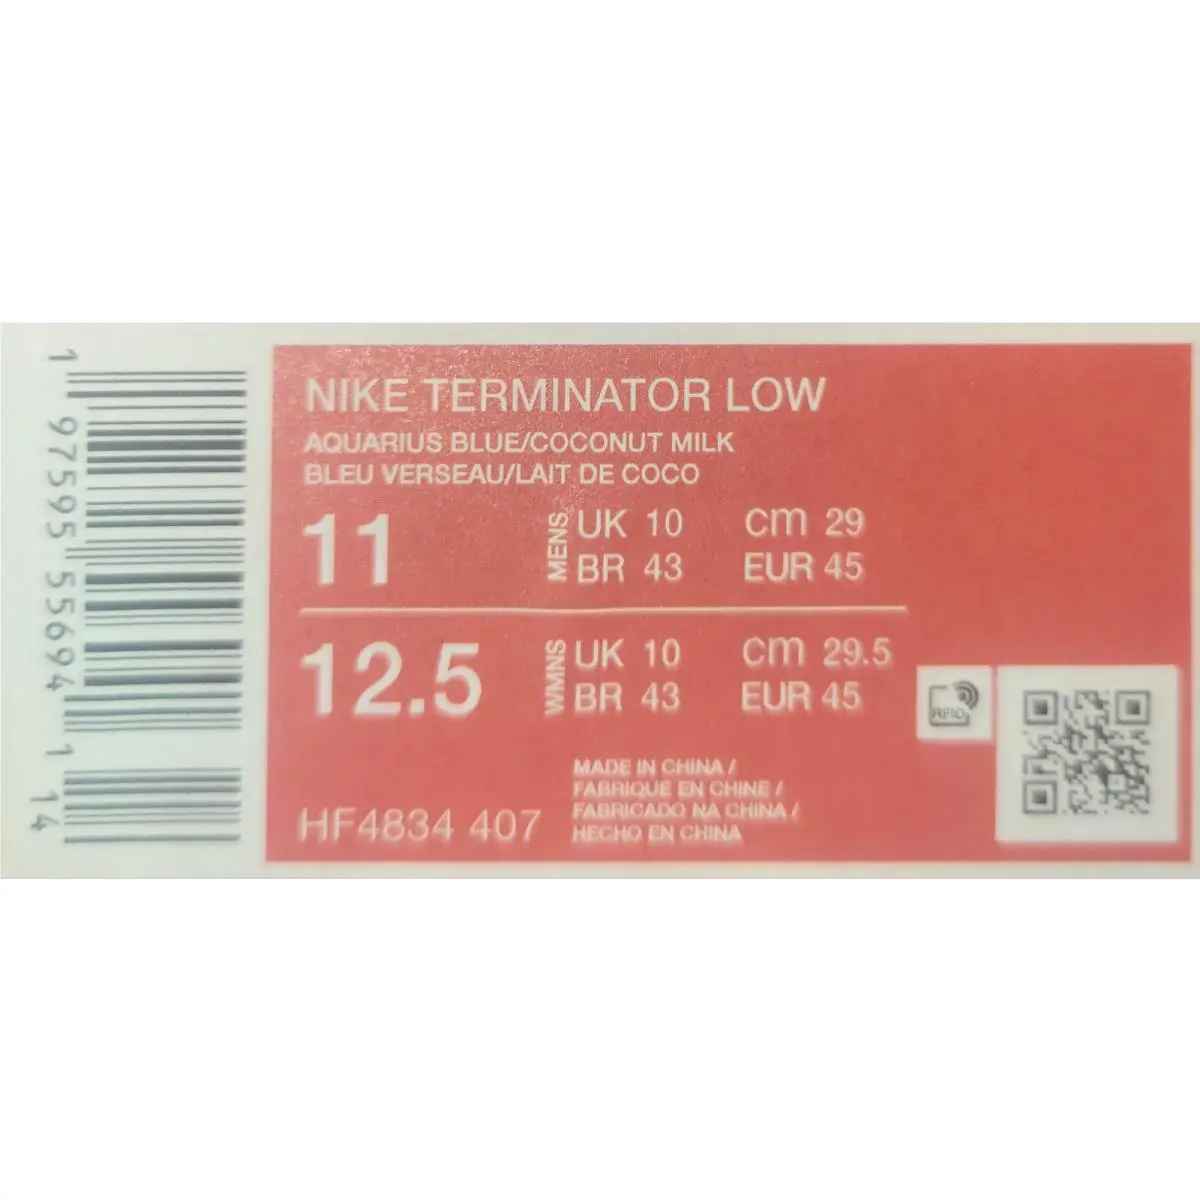 NIKE TERMINATOR LOW
AQUARIUS BLUE/COCONUT MILK
BLEU VERSEAU/LAIT DE COCO
11 MENS UK 10 cm 29
BR 43 EUR 45
12.5 WMNS UK 10 cm 29.5
BR 43 EUR 45
HF4834 407
MADE IN CHINA /
FABRIQUE EN CHINE /
FABRICADO NA CHINA /
HECHO EN CHINA
RFID
1 97595 55694 1 14